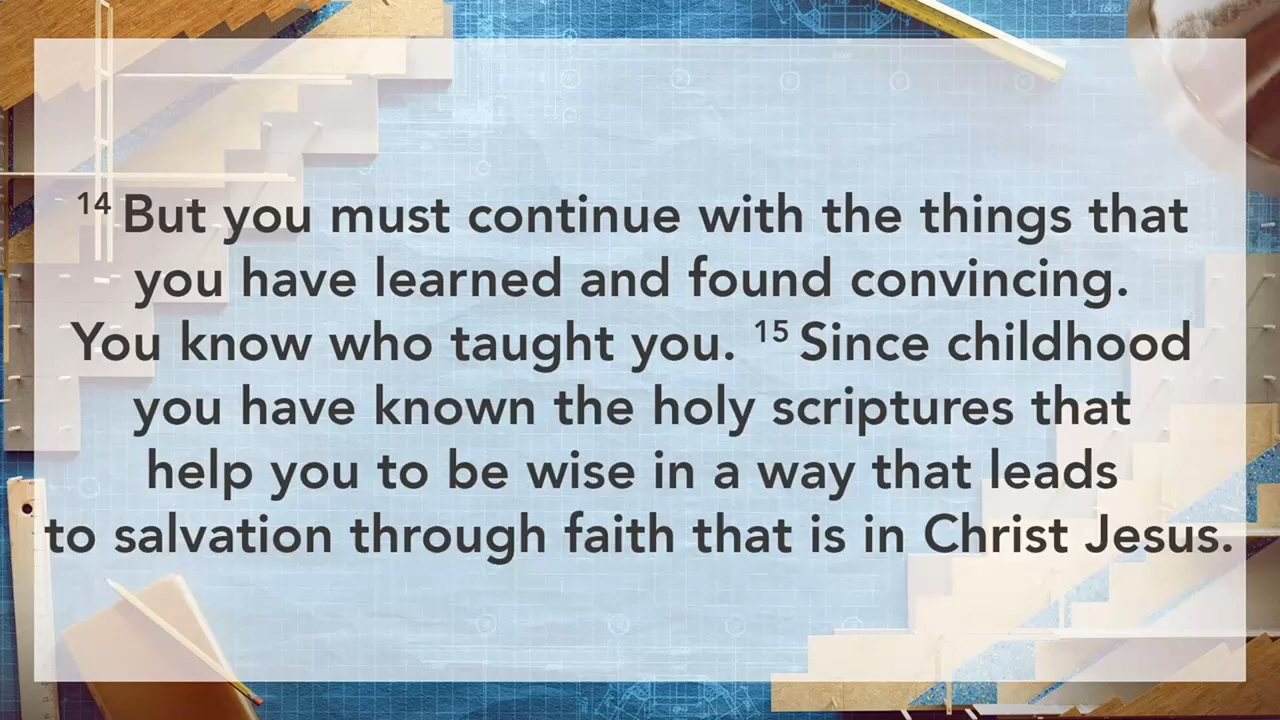 ¹⁴ But you must continue with the things that
you have learned and found convincing.
You know who taught you. ¹⁵ Since childhood
you have known the holy scriptures that
help you to be wise in a way that leads
to salvation through faith that is in Christ Jesus.